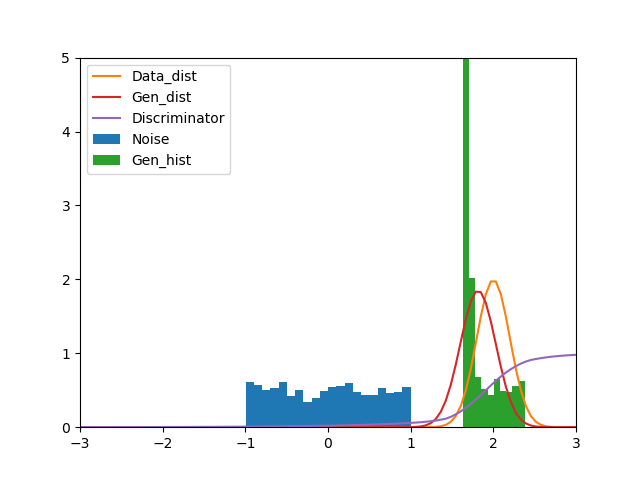 5
4
3
2
1
0
Data_dist
Gen_dist
Discriminator
Noise
Gen_hist
−3
−2
−1
0
1
2
3